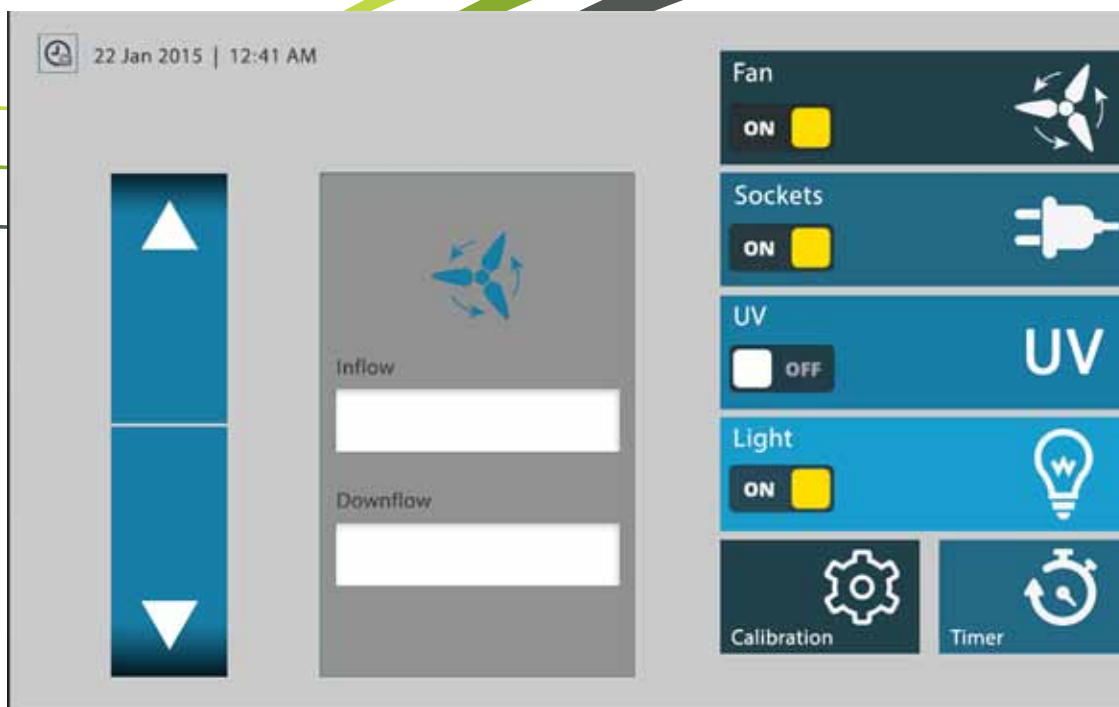 22 Jan 2015 | 12:41 AM
Fan
ON
Sockets
ON
UV
UV
OFF
Inflow
Light
ON
Downflow
Calibration
Timer